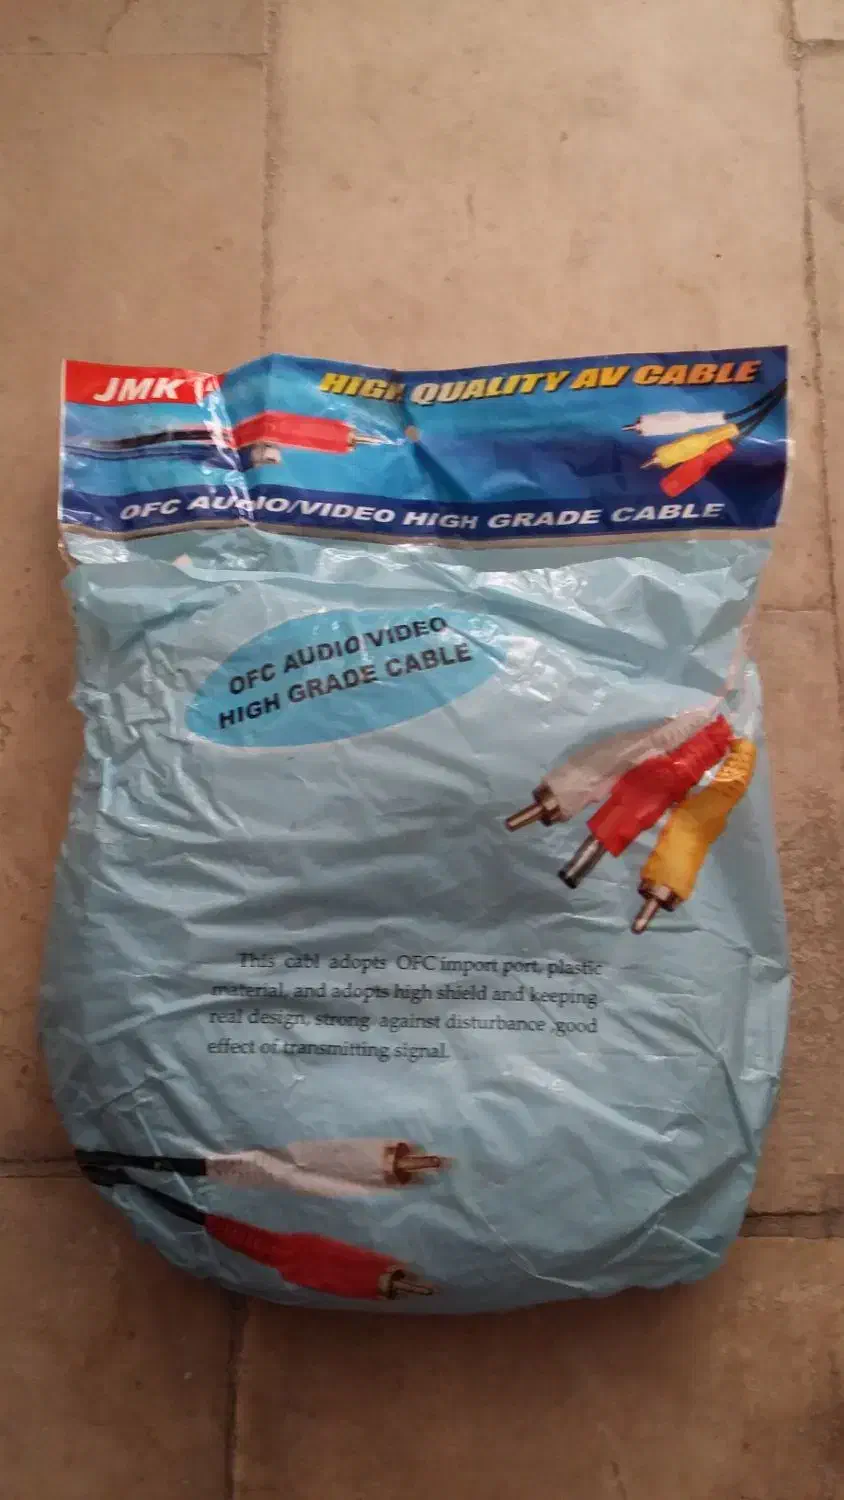 JMK
HIGH QUALITY AV CABLE
OFC AUDIO/VIDEO HIGH GRADE CABLE
OFC AUDIO/VIDEO
HIGH GRADE CABLE
This cabl adopts OFC import port, plastic
material, and adopts high shield and keeping
real design, strong against disturbance ,good
effect of transmitting signal.